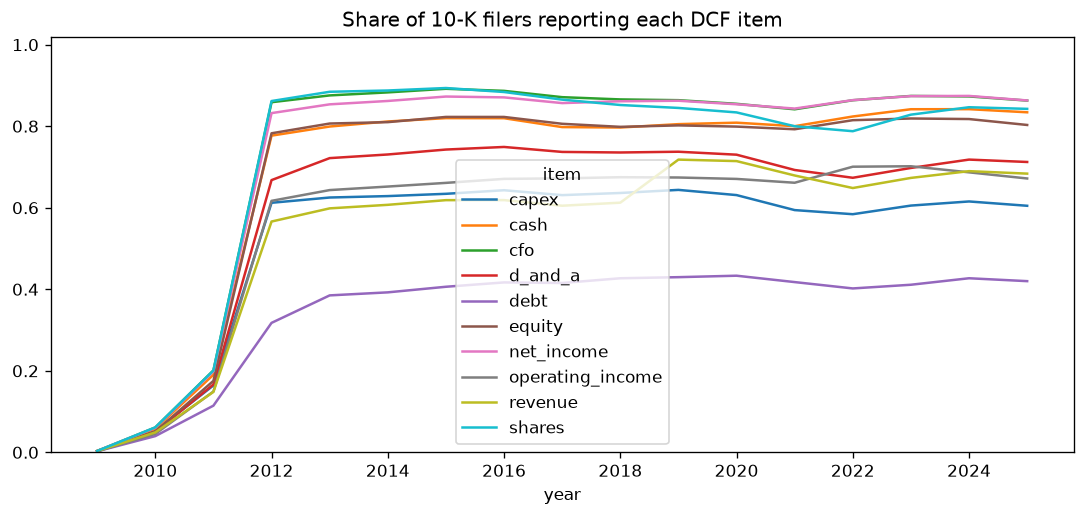 Share of 10-K filers reporting each DCF item
1.0
0.8
0.6
0.4
0.2
0.0
item
capex
cash
cfo
d_and_a
debt
equity
net_income
operating_income
revenue
shares
2010 2012 2014 2016 2018 2020 2022 2024
year